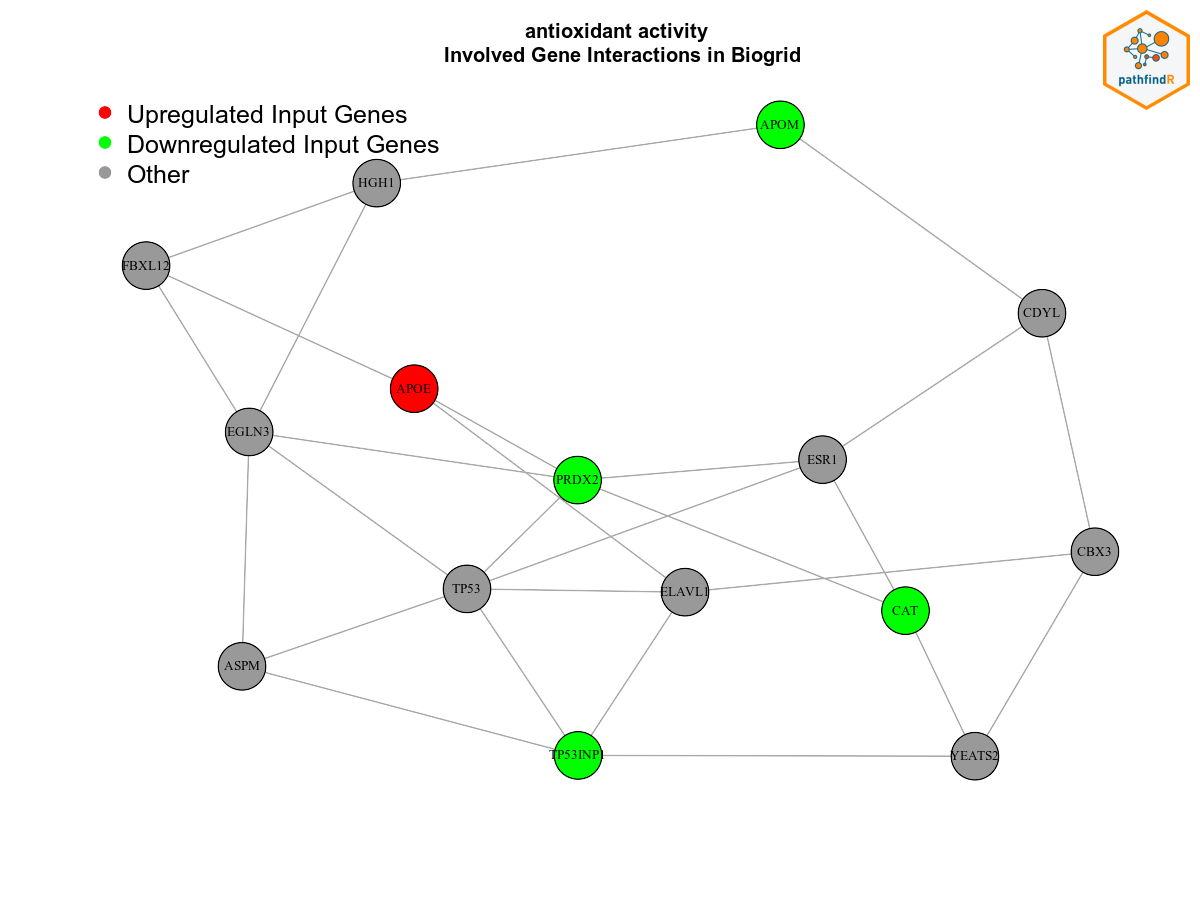 antioxidant activity
Involved Gene Interactions in Biogrid
pathfindR
Upregulated Input Genes
Downregulated Input Genes
Other
APOM
HGH1
FBXL12
CDYL
APOE
EGLN3
ESR1
PRDX2
CBX3
TP53
ELAVL1
CAT
ASPM
TP53INP1
YEATS2